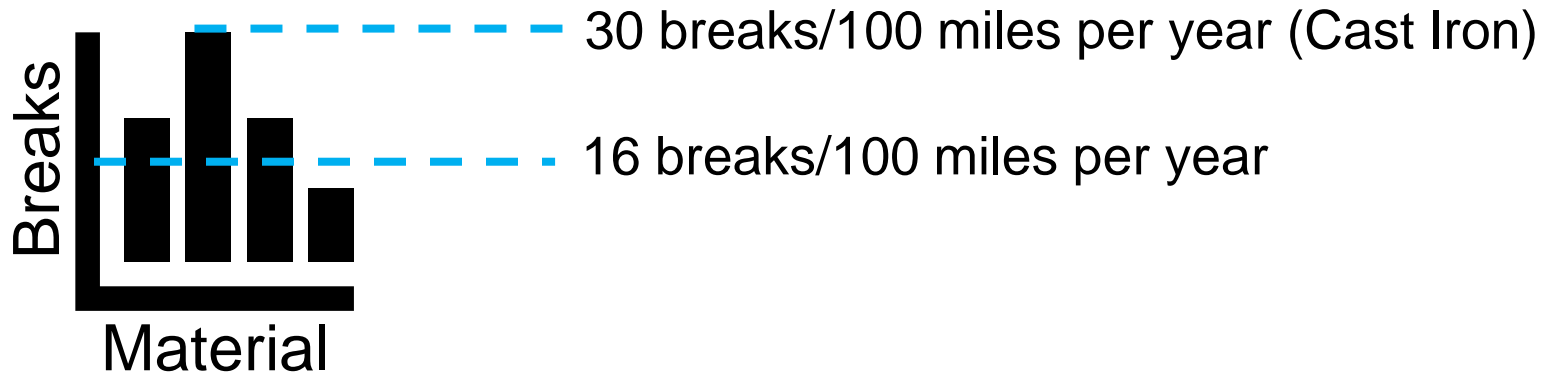 30 breaks/100 miles per year (Cast Iron)
Breaks
16 breaks/100 miles per year
Material